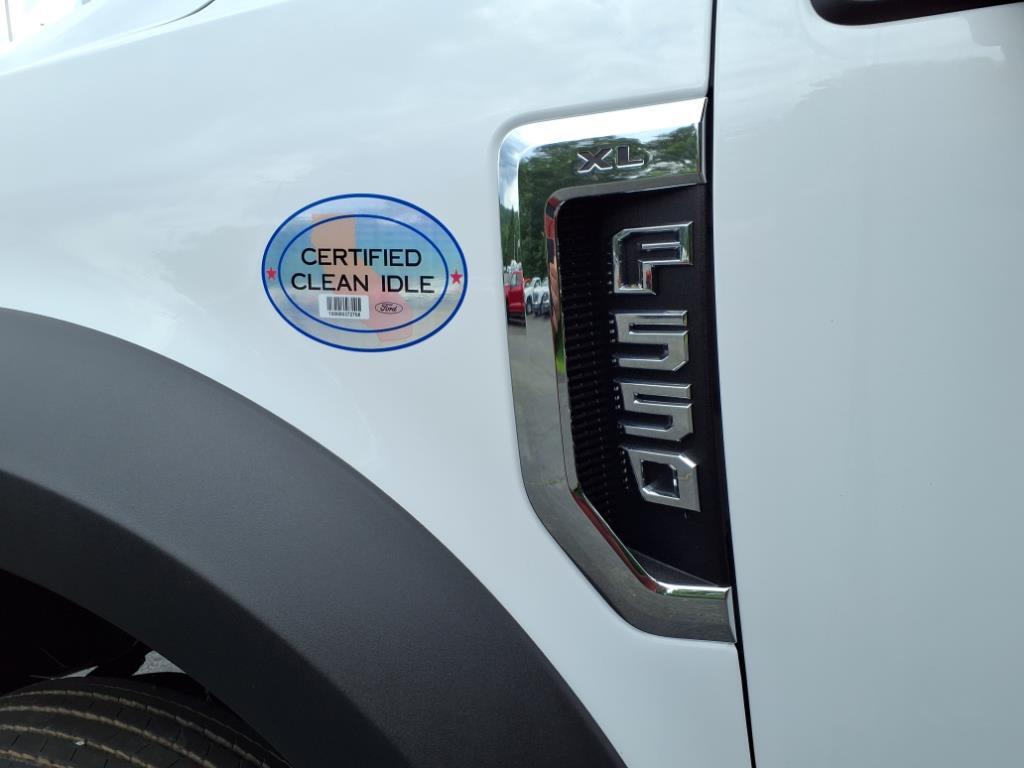 CERTIFIED
CLEAN IDLE
Ford
XL
F550